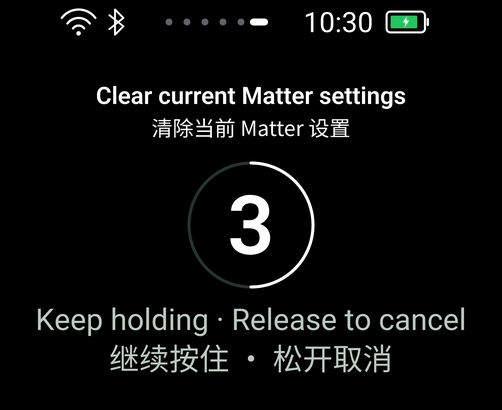 10:30
Clear current Matter settings
清除当前 Matter 设置
3
Keep holding · Release to cancel
继续按住 · 松开取消